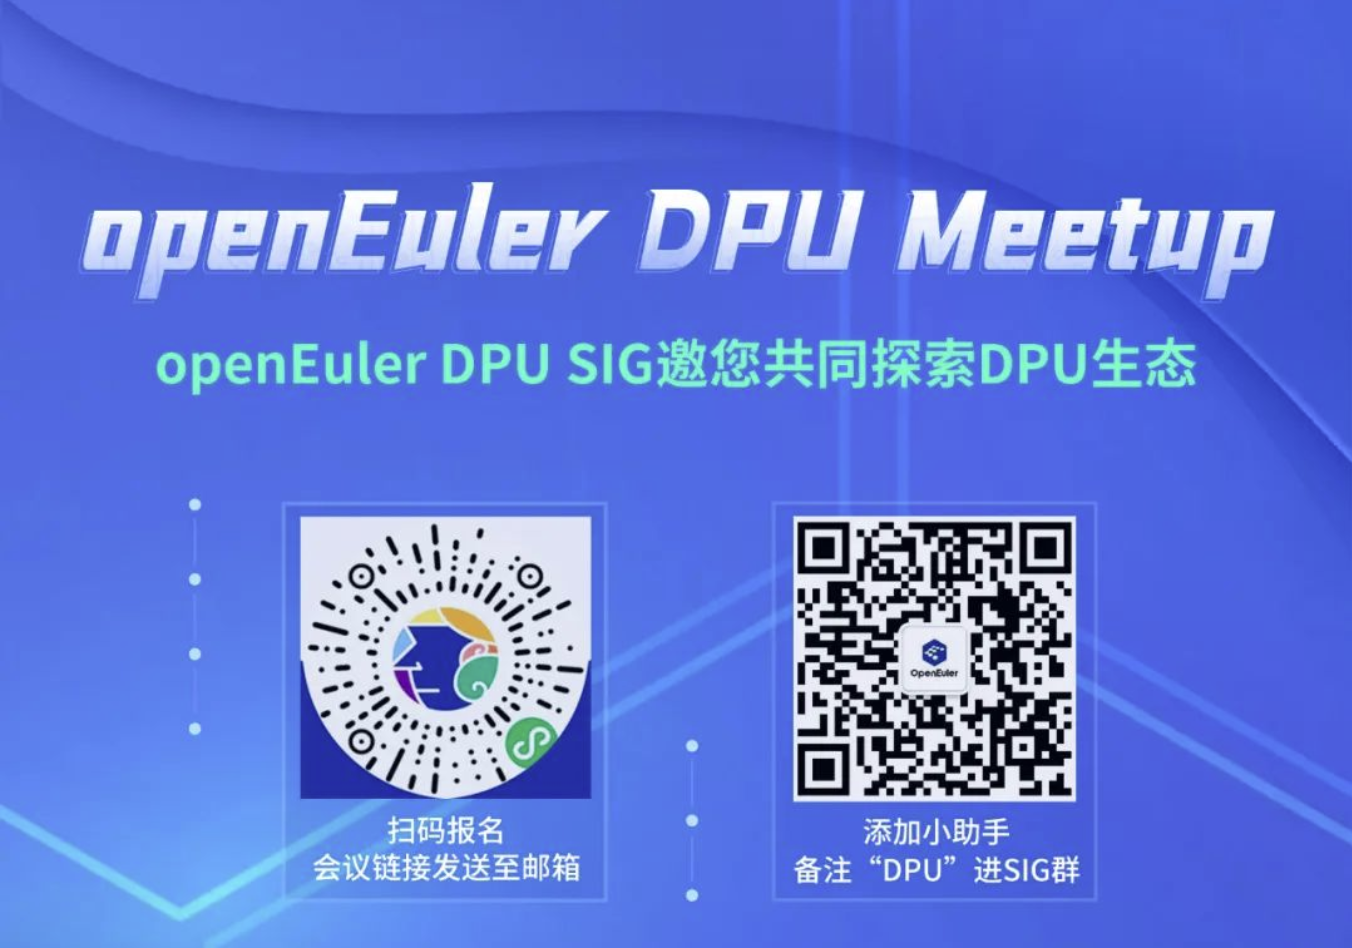 openEuler DPU Meetup
openEuler DPU SIG邀您共同探索DPU生态
OpenEuler
扫码报名
会议链接发送至邮箱
添加小助手
备注“DPU”进SIG群